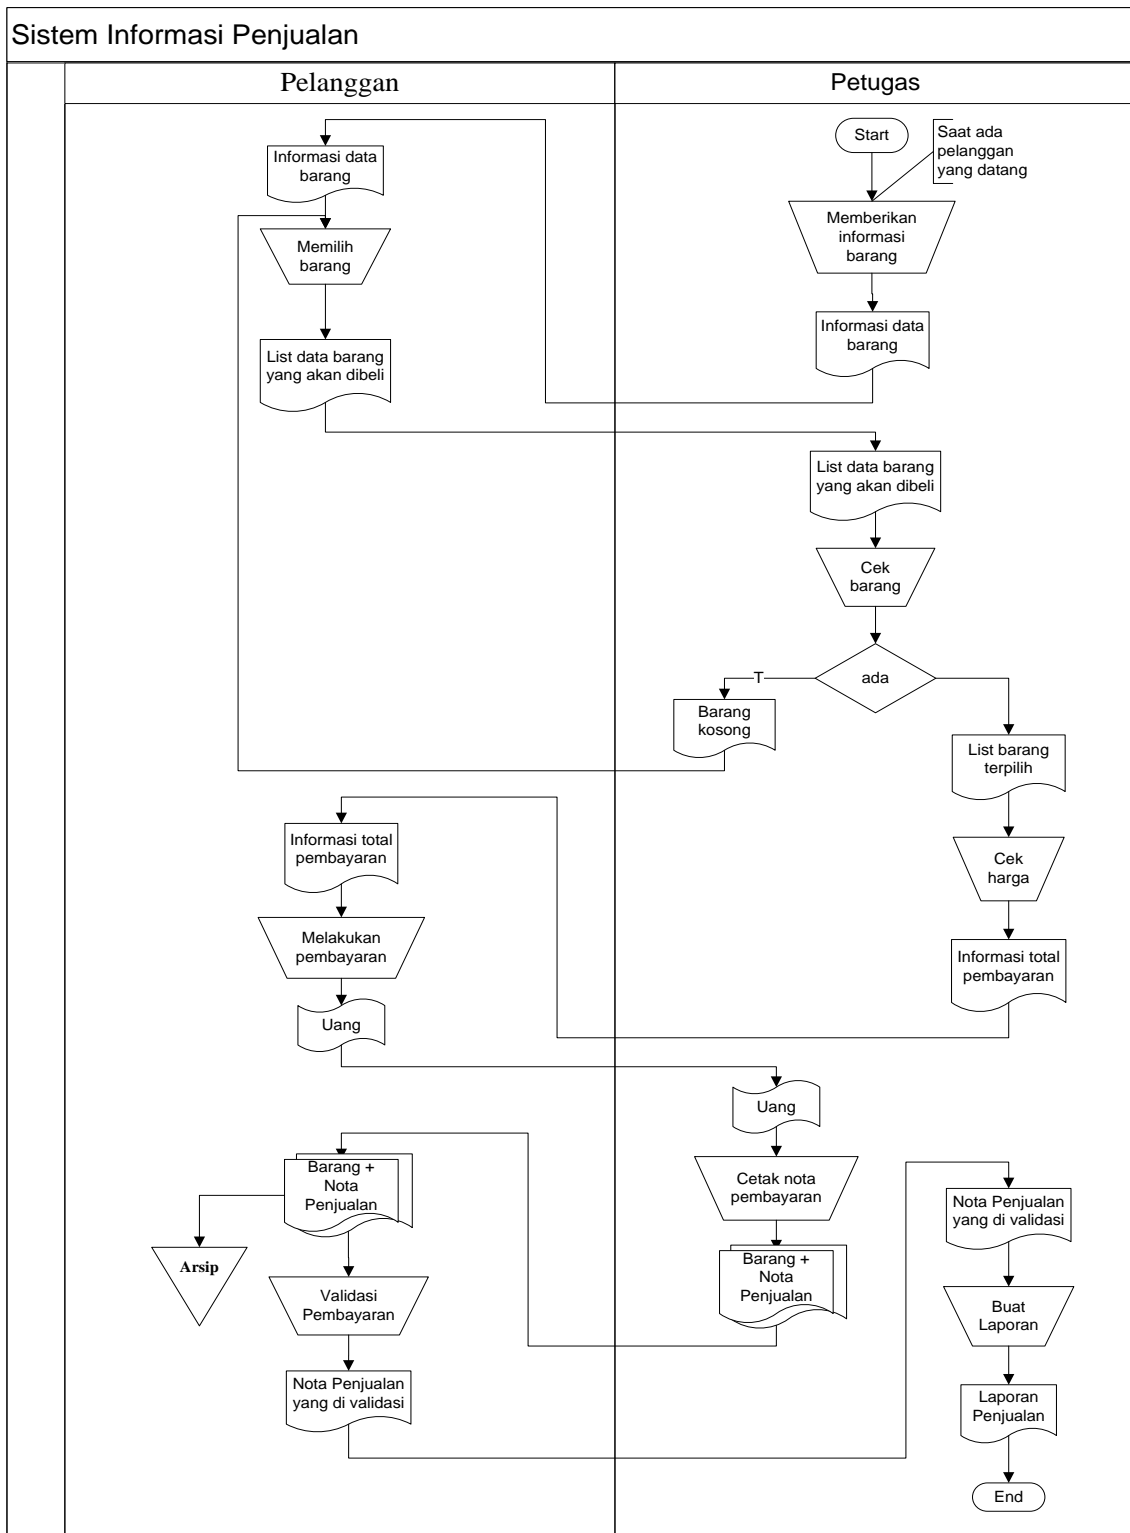 Sistem Informasi Penjualan
Pelanggan
Petugas
Start
Saat ada
pelanggan
yang datang
Informasi data
barang
Memberikan
informasi
barang
Memilih
barang
Informasi data
barang
List data barang
yang akan dibeli
List data barang
yang akan dibeli
Cek
barang
ada
T
Barang
kosong
List barang
terpilih
Informasi total
pembayaran
Cek
harga
Melakukan
pembayaran
Informasi total
pembayaran
Uang
Uang
Barang +
Nota
Penjualan
Cetak nota
pembayaran
Nota Penjualan
yang di validasi
Arsip
Barang +
Nota
Penjualan
Validasi
Pembayaran
Buat
Laporan
Nota Penjualan
yang di validasi
Laporan
Penjualan
End